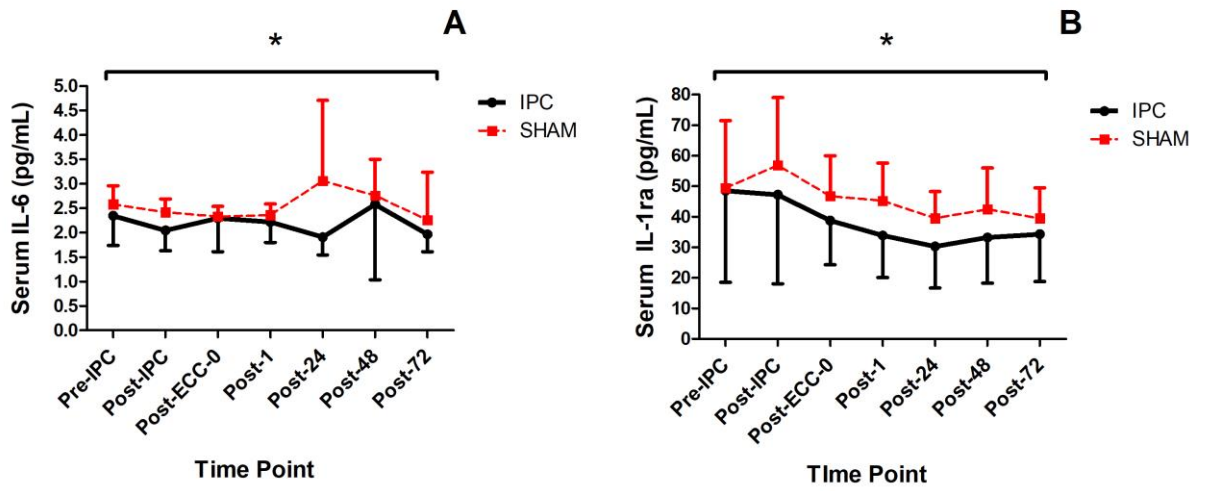 A
*
IPC
SHAM
Serum IL-6 (pg/mL)
5.0
4.5
4.0
3.5
3.0
2.5
2.0
1.5
1.0
0.5
0.0
Pre-IPC
Post-IPC
Post-ECC-0
Post-1
Post-24
Post-48
Post-72
Time Point
B
*
IPC
SHAM
Serum IL-1ra (pg/mL)
80
70
60
50
40
30
20
10
0
Pre-IPC
Post-IPC
Post-ECC-0
Post-1
Post-24
Post-48
Post-72
TIme Point